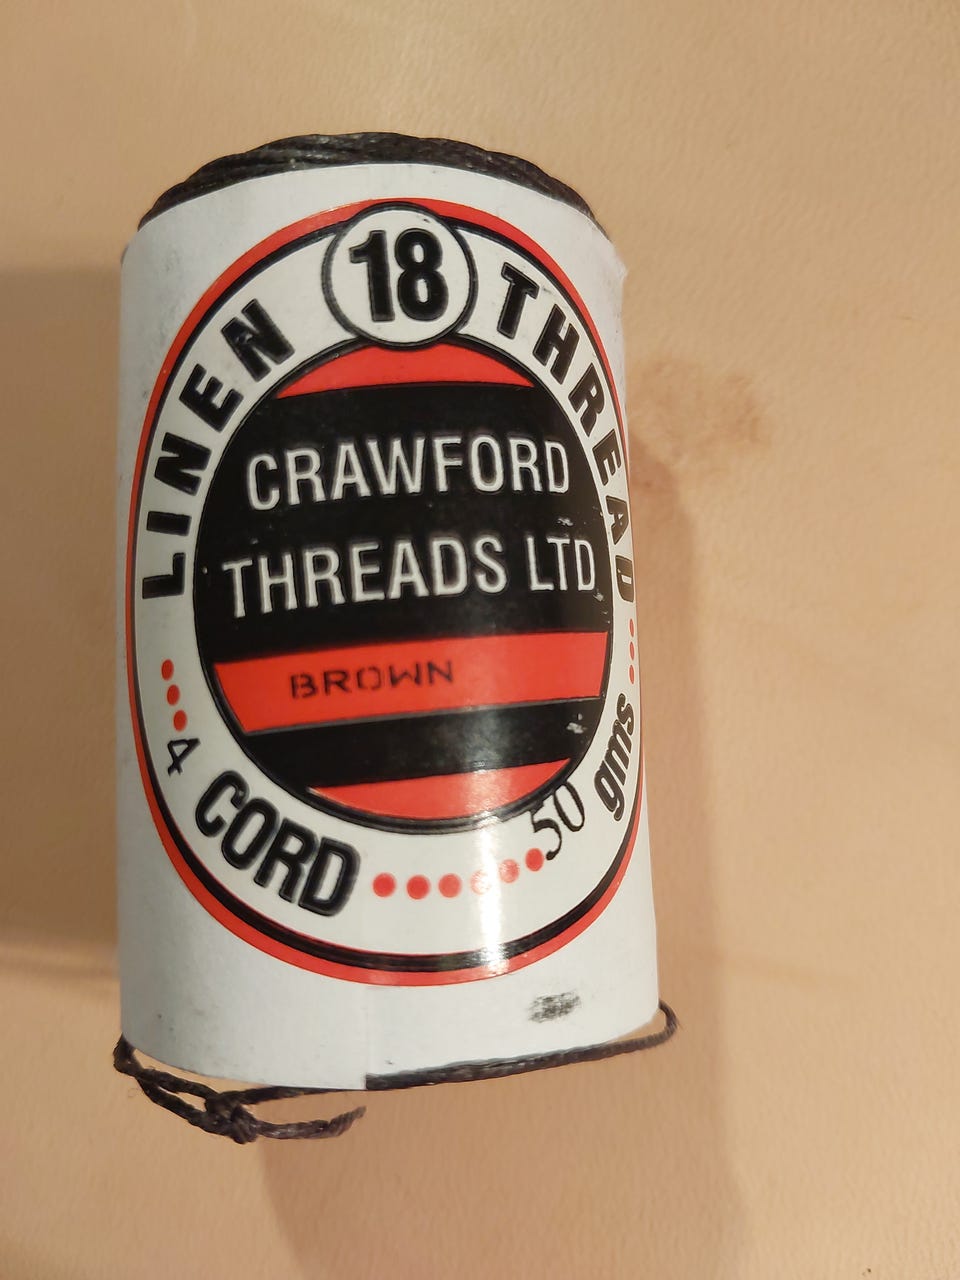 LINEN 18 THREAD
CRAWFORD
THREADS LTD
BROWN
4 CORD 50 gms